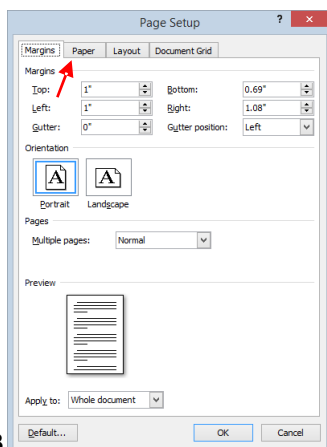 Page Setup ?
Margins Paper Layout Document Grid
Margins
Top: 1" Bottom: 0.69"
Left: 1" Right: 1.08"
Gutter: 0" Gutter position: Left
Orientation
A A
Portrait Landscape
Pages
Multiple pages: Normal
Preview
Apply to: Whole document
Default... OK Cancel